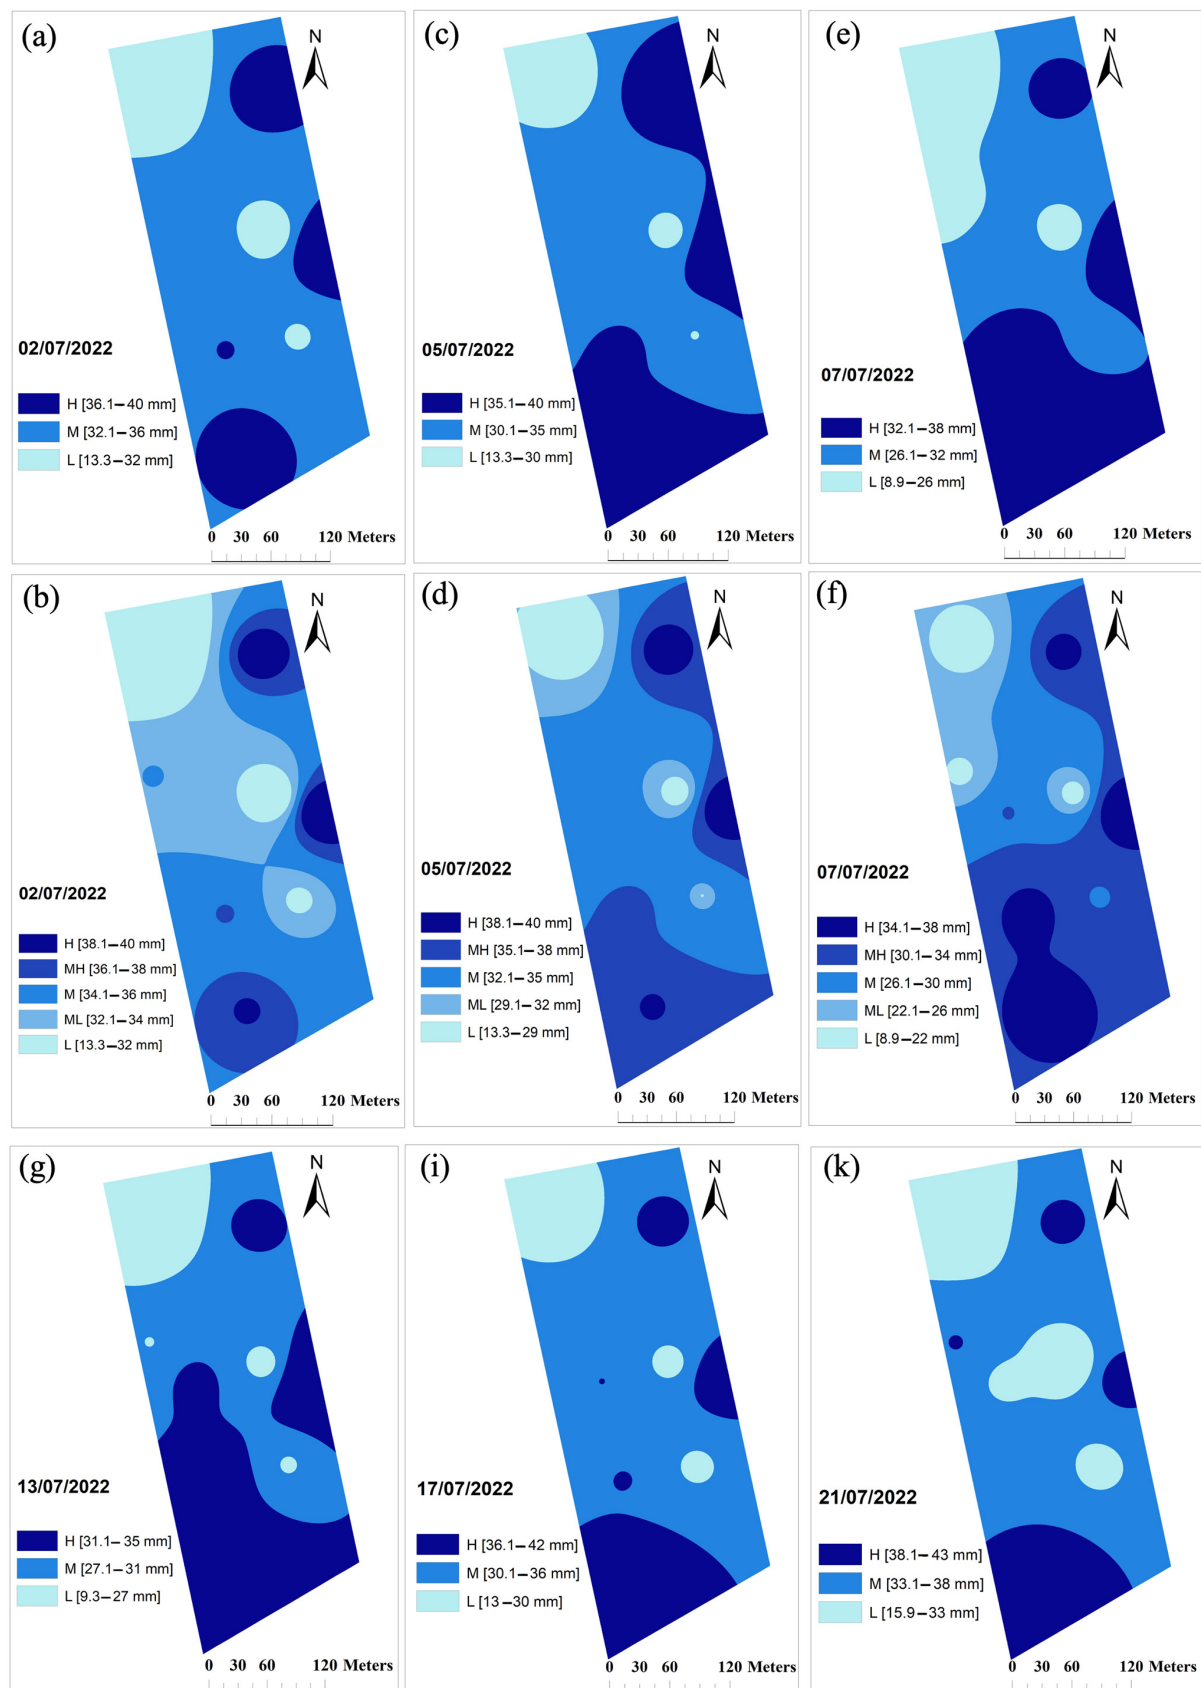 (a)
N
02/07/2022
H [36.1–40 mm]
M [32.1–36 mm]
L [13.3–32 mm]
0 30 60 120 Meters
(c)
N
05/07/2022
H [35.1–40 mm]
M [30.1–35 mm]
L [13.3–30 mm]
0 30 60 120 Meters
(e)
N
07/07/2022
H [32.1–38 mm]
M [26.1–32 mm]
L [8.9–26 mm]
0 30 60 120 Meters
(b)
N
02/07/2022
H [38.1–40 mm]
MH [36.1–38 mm]
M [34.1–36 mm]
ML [32.1–34 mm]
L [13.3–32 mm]
0 30 60 120 Meters
(d)
N
05/07/2022
H [38.1–40 mm]
MH [35.1–38 mm]
M [32.1–35 mm]
ML [29.1–32 mm]
L [13.3–29 mm]
0 30 60 120 Meters
(f)
N
07/07/2022
H [34.1–38 mm]
MH [30.1–34 mm]
M [26.1–30 mm]
ML [22.1–26 mm]
L [8.9–22 mm]
0 30 60 120 Meters
(g)
N
13/07/2022
H [31.1–35 mm]
M [27.1–31 mm]
L [9.3–27 mm]
0 30 60 120 Meters
(i)
N
17/07/2022
H [36.1–42 mm]
M [30.1–36 mm]
L [13–30 mm]
0 30 60 120 Meters
(k)
N
21/07/2022
H [38.1–43 mm]
M [33.1–38 mm]
L [15.9–33 mm]
0 30 60 120 Meters